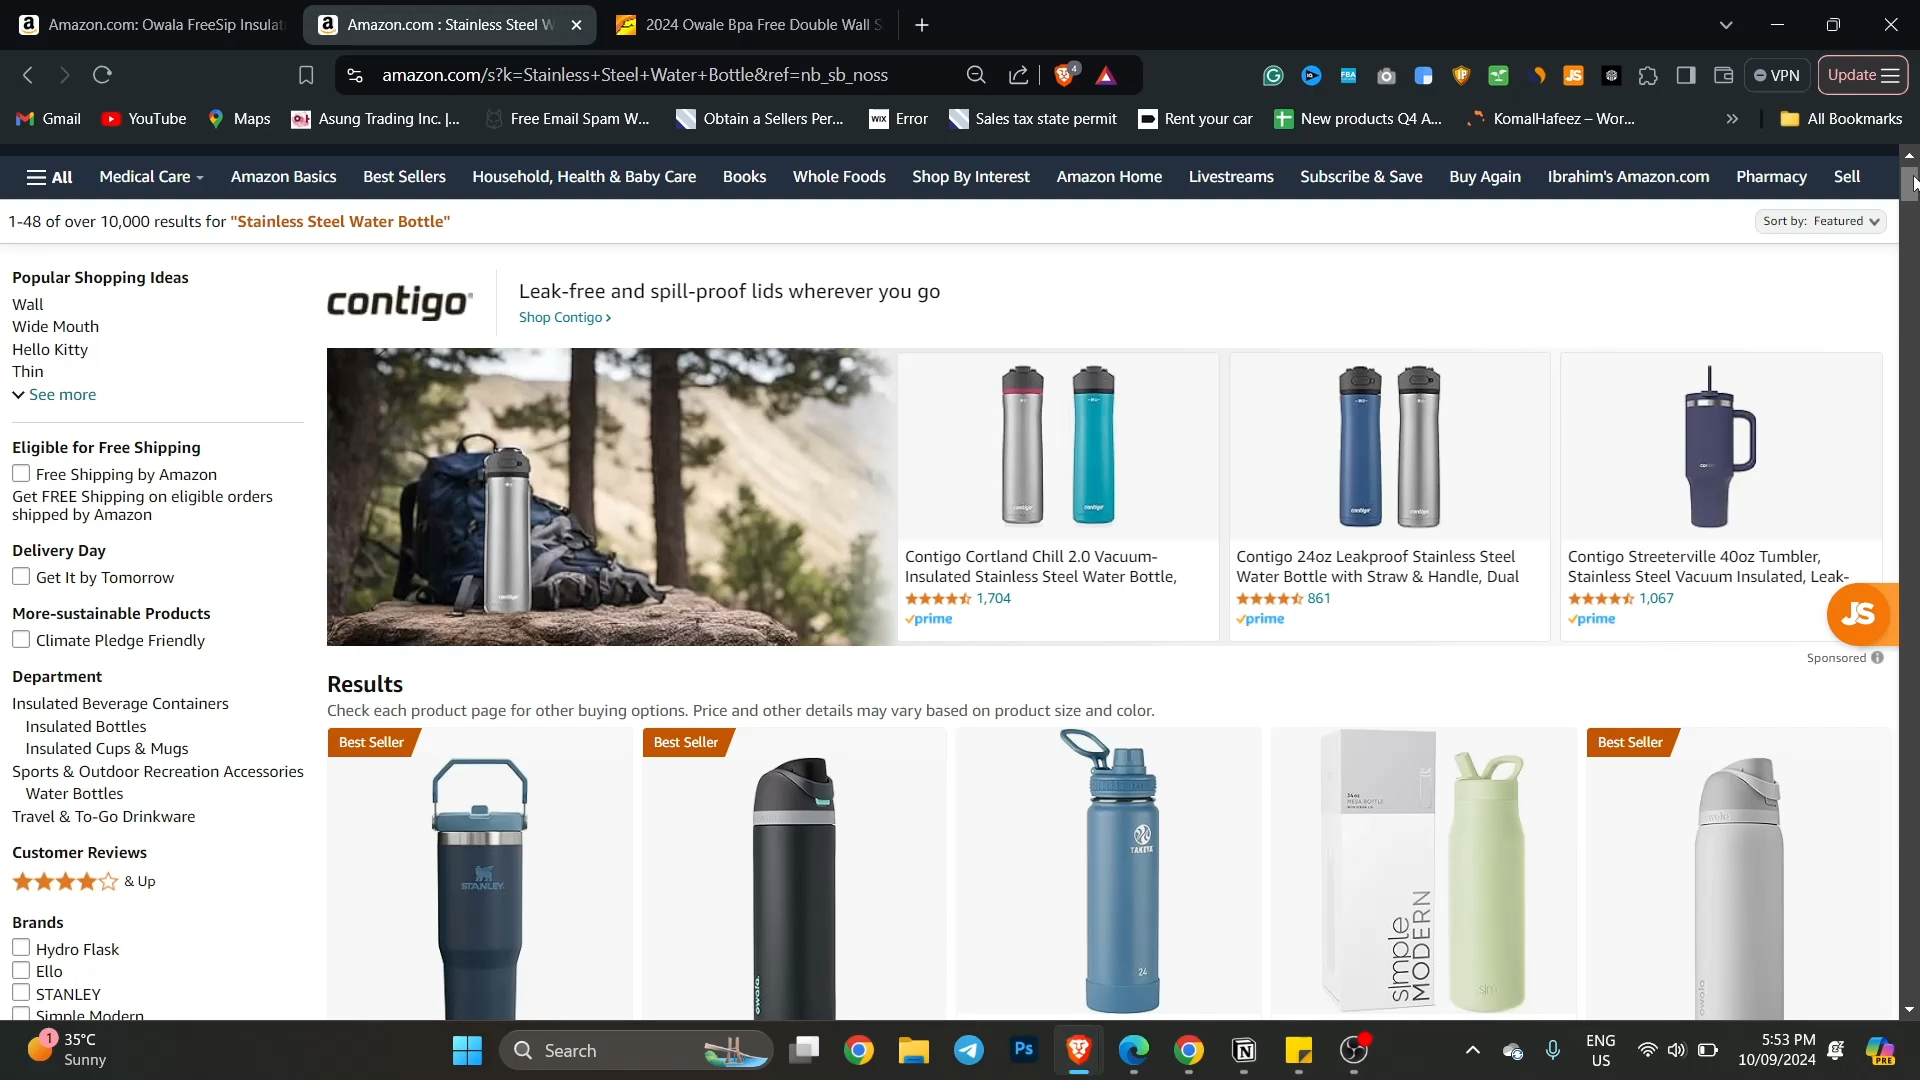 Amazon.com: Owala FreeSip Insulat
Amazon.com : Stainless Steel W
2024 Owale Bpa Free Double Wall S
amazon.com/s?k=Stainless+Steel+Water+Bottle&ref=nb_sb_noss
4
FBA
JS
VPN
Update
Gmail
YouTube
Maps
Asung Trading Inc. |...
Free Email Spam W...
Obtain a Sellers Per...
WiX
Error
Sales tax state permit
Rent your car
New products Q4 A...
KomalHafeez – Wor...
All Bookmarks
All
Medical Care
Amazon Basics
Best Sellers
Household, Health & Baby Care
Books
Whole Foods
Shop By Interest
Amazon Home
Livestreams
Subscribe & Save
Buy Again
Ibrahim's Amazon.com
Pharmacy
Sell
1-48 of over 10,000 results for "Stainless Steel Water Bottle"
Sort by: Featured
Popular Shopping Ideas
Wall
Wide Mouth
Hello Kitty
Thin
See more
Eligible for Free Shipping
Free Shipping by Amazon
Get FREE Shipping on eligible orders
shipped by Amazon
Delivery Day
Get It by Tomorrow
More-sustainable Products
Climate Pledge Friendly
Department
Insulated Beverage Containers
Insulated Bottles
Insulated Cups & Mugs
Sports & Outdoor Recreation Accessories
Water Bottles
Travel & To-Go Drinkware
Customer Reviews
& Up
Brands
Hydro Flask
Ello
STANLEY
Simple Modern
contigo
Leak-free and spill-proof lids wherever you go
Shop Contigo ›
Contigo Cortland Chill 2.0 Vacuum-
Insulated Stainless Steel Water Bottle,
1,704
prime
Contigo 24oz Leakproof Stainless Steel
Water Bottle with Straw & Handle, Dual
861
prime
Contigo Streeterville 40oz Tumbler,
Stainless Steel Vacuum Insulated, Leak-
1,067
prime
JS
Sponsored
Results
Check each product page for other buying options. Price and other details may vary based on product size and color.
Best Seller
STANLEY
Best Seller
owala
TAKEYA
24
34oz
MESA BOTTLE
simple
MODERN
Best Seller
owala
1
35°C
Sunny
Search
Ps
ENG
US
5:53 PM
10/09/2024
PRE